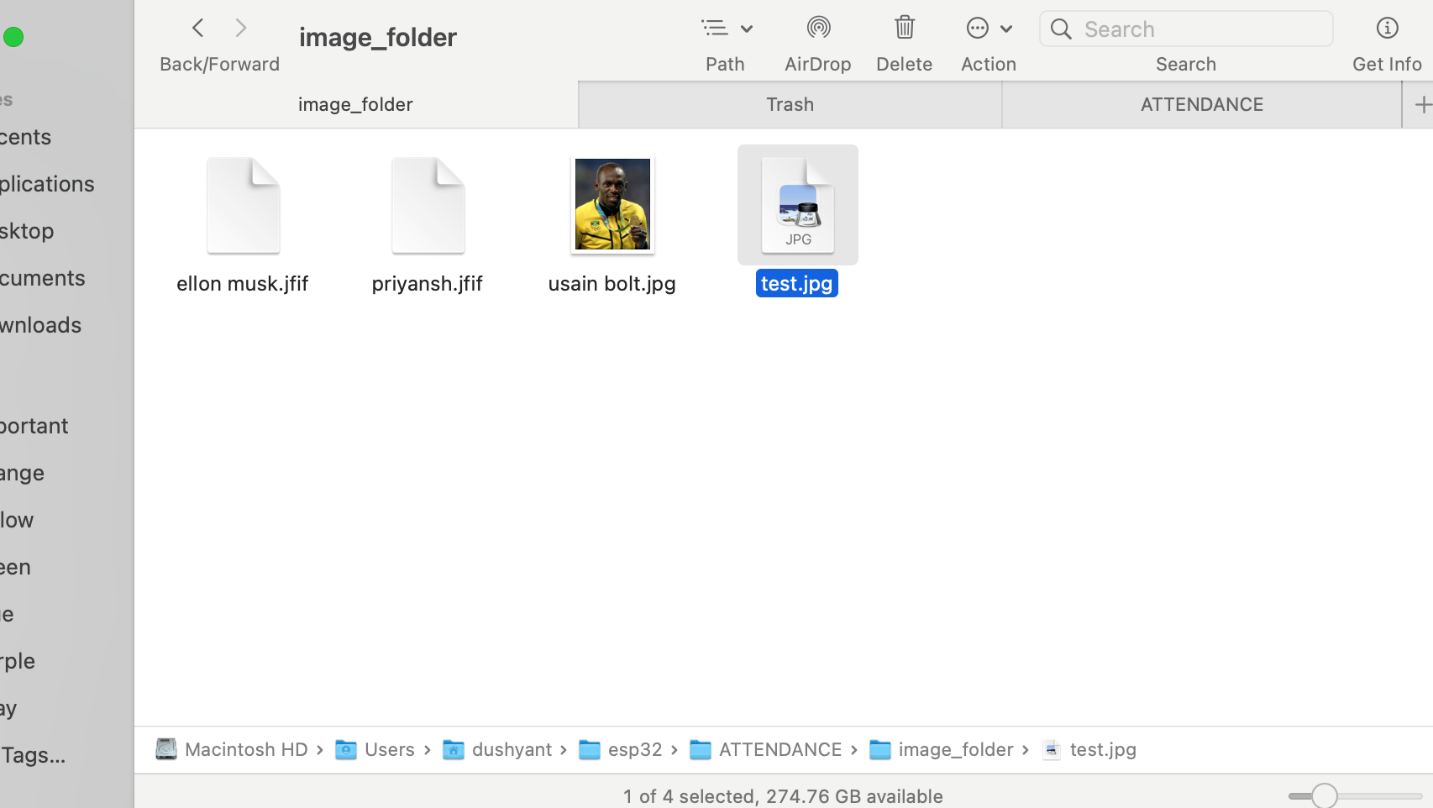 image_folder
Search
Back/Forward
Path
AirDrop
Delete
Action
Search
Get Info
image_folder
Trash
ATTENDANCE
es
cents
plications
sktop
cuments
wnloads
portant
ange
low
een
ue
rple
ay
Tags...
JPG
ellon musk.jfif
priyansh.jfif
usain bolt.jpg
test.jpg
Macintosh HD › Users › dushyant › esp32 › ATTENDANCE › image_folder › test.jpg
1 of 4 selected, 274.76 GB available